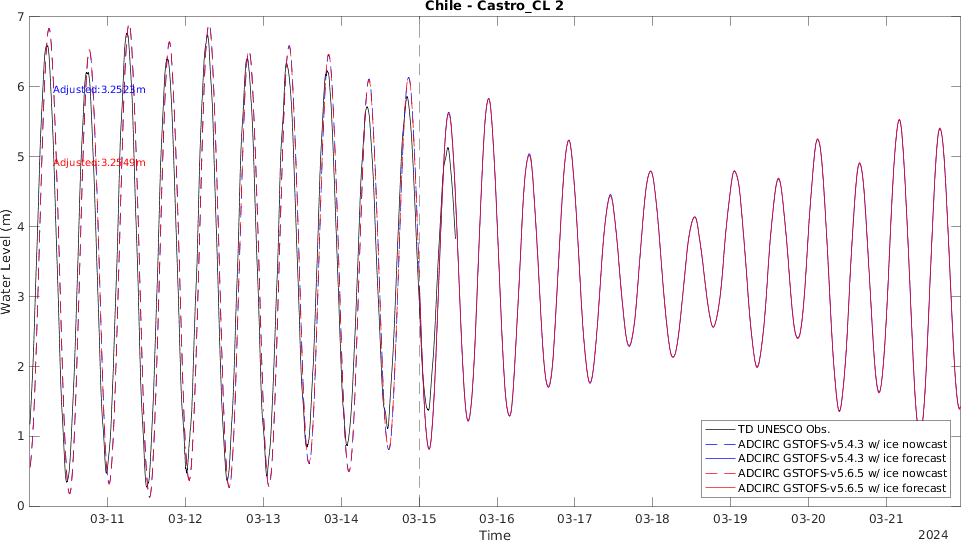 Chile - Castro_CL 2
7
6
5
4
3
2
1
0
Water Level (m)
Adjusted:3.2523m
Adjusted:3.2549m
TD UNESCO Obs.
ADCIRC GSTOFS-v5.4.3 w/ ice nowcast
ADCIRC GSTOFS-v5.4.3 w/ ice forecast
ADCIRC GSTOFS-v5.6.5 w/ ice nowcast
ADCIRC GSTOFS-v5.6.5 w/ ice forecast
03-11 03-12 03-13 03-14 03-15 03-16 03-17 03-18 03-19 03-20 03-21
Time
2024